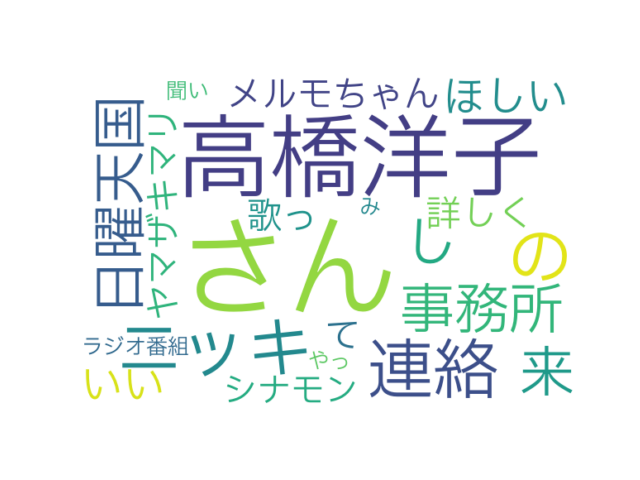 聞い
メルモちゃん
ほしい
高橋洋子
日曜天国
ヤマザキマリ
歌っ
み
詳しく
さん
し
の
事務所
ニッキ
て
ラジオ番組
やっ
連絡
来
いい
シナモン